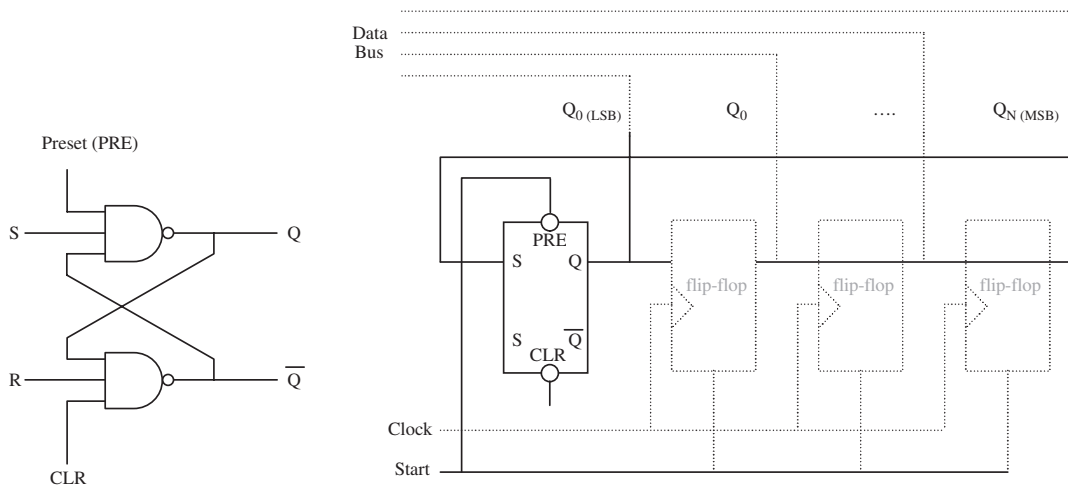 Preset (PRE)
S
Q
R
Q̅
CLR
Data
Bus
Q0 (LSB)
Q0
....
QN (MSB)
PRE
S
Q
S
Q̅
CLR
flip-flop
flip-flop
flip-flop
Clock
Start